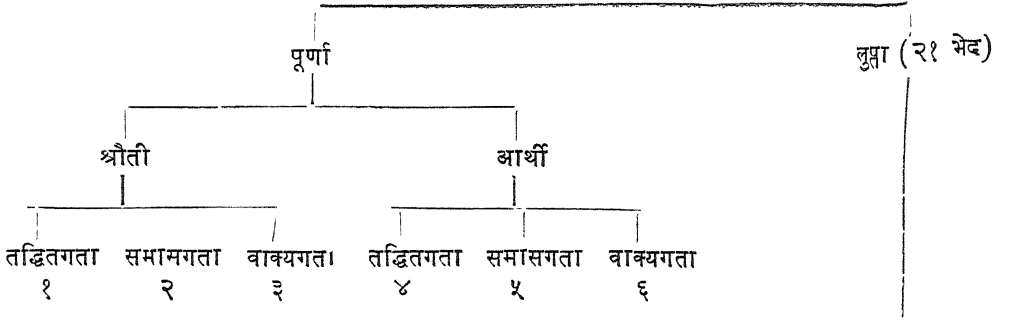 पूर्णा लुप्ता (२१ भेद)
श्रौती आर्थी
तद्धितगता समामगता वाक्यगत। तद्धितगता समासगता वाक्यगता
१ २ ३ ४ ५ ६